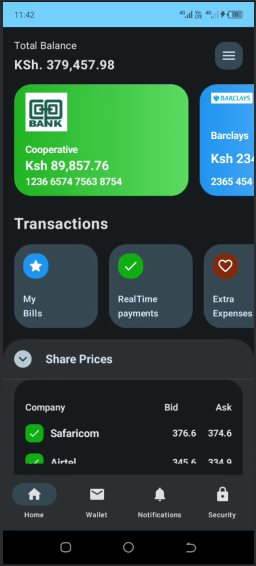 11:42
Total Balance
KSh. 379,457.98
BANK
BARCLAYS
Cooperative
Ksh 89,857.76
1236 6574 7563 8754
Barclays
Ksh 234
2365 454
Transactions
My
Bills
RealTime
payments
Extra
Expenses
Share Prices
Company Bid Ask
Safaricom 376.6 374.6
Airtel 345.6 334.9
Home Wallet Notifications Security